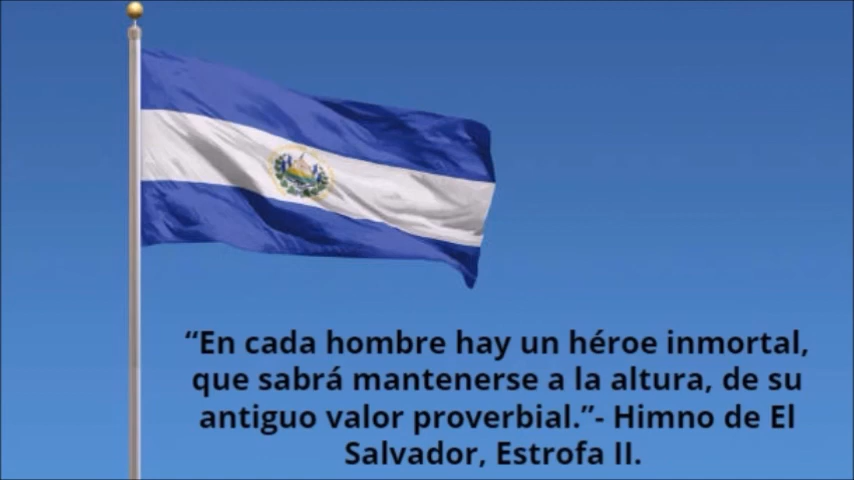 “En cada hombre hay un héroe inmortal,
que sabrá mantenerse a la altura, de su
antiguo valor proverbial.”- Himno de El
Salvador, Estrofa II.